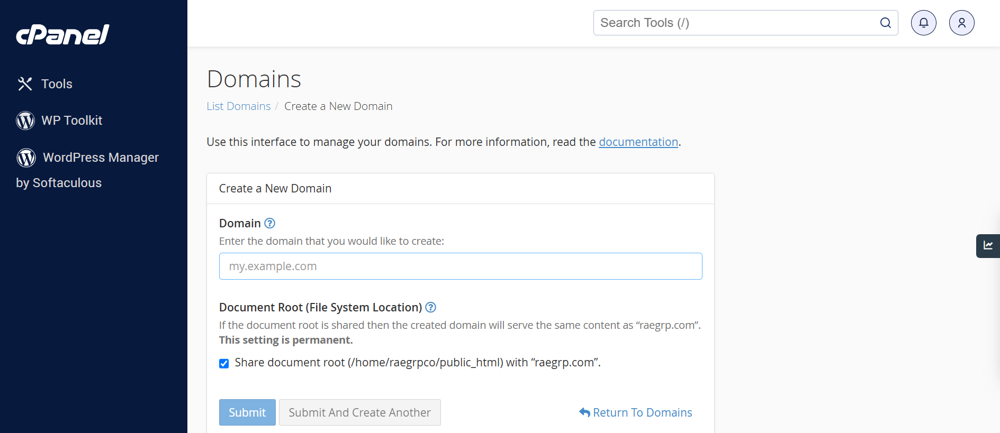 cPanel
Search Tools (/)
Tools
WP Toolkit
WordPress Manager
by Softaculous
Domains
List Domains / Create a New Domain
Use this interface to manage your domains. For more information, read the documentation.
Create a New Domain
Domain
Enter the domain that you would like to create:
my.example.com
Document Root (File System Location)
If the document root is shared then the created domain will serve the same content as “raegrp.com”.
This setting is permanent.
Share document root (/home/raegrpco/public_html) with “raegrp.com”.
Submit
Submit And Create Another
Return To Domains